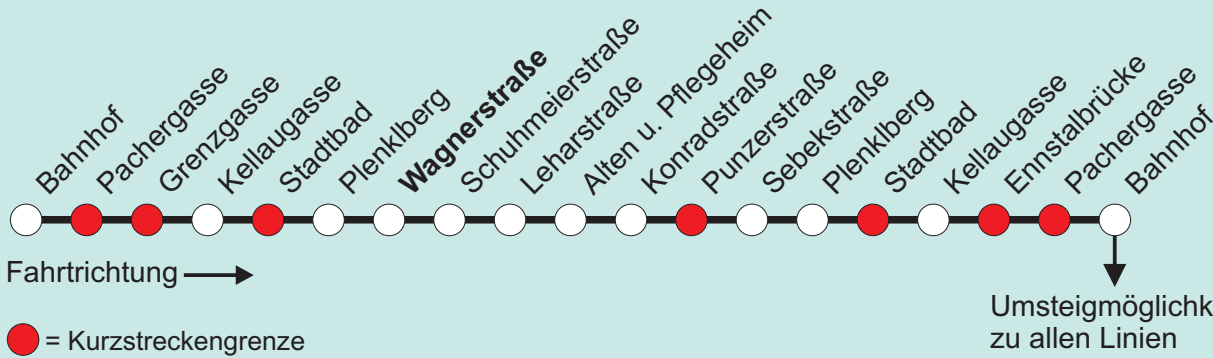 Bahnhof
Pachergasse
Grenzgasse
Kellaugasse
Stadtbad
Plenklberg
Wagnerstraße
Schuhmeierstraße
Leharstraße
Alten u. Pflegeheim
Konradstraße
Punzerstraße
Sebekstraße
Plenklberg
Stadtbad
Kellaugasse
Ennstalbrücke
Pachergasse
Bahnhof
Fahrtrichtung
= Kurzstreckengrenze
Umsteigmöglichk
zu allen Linien